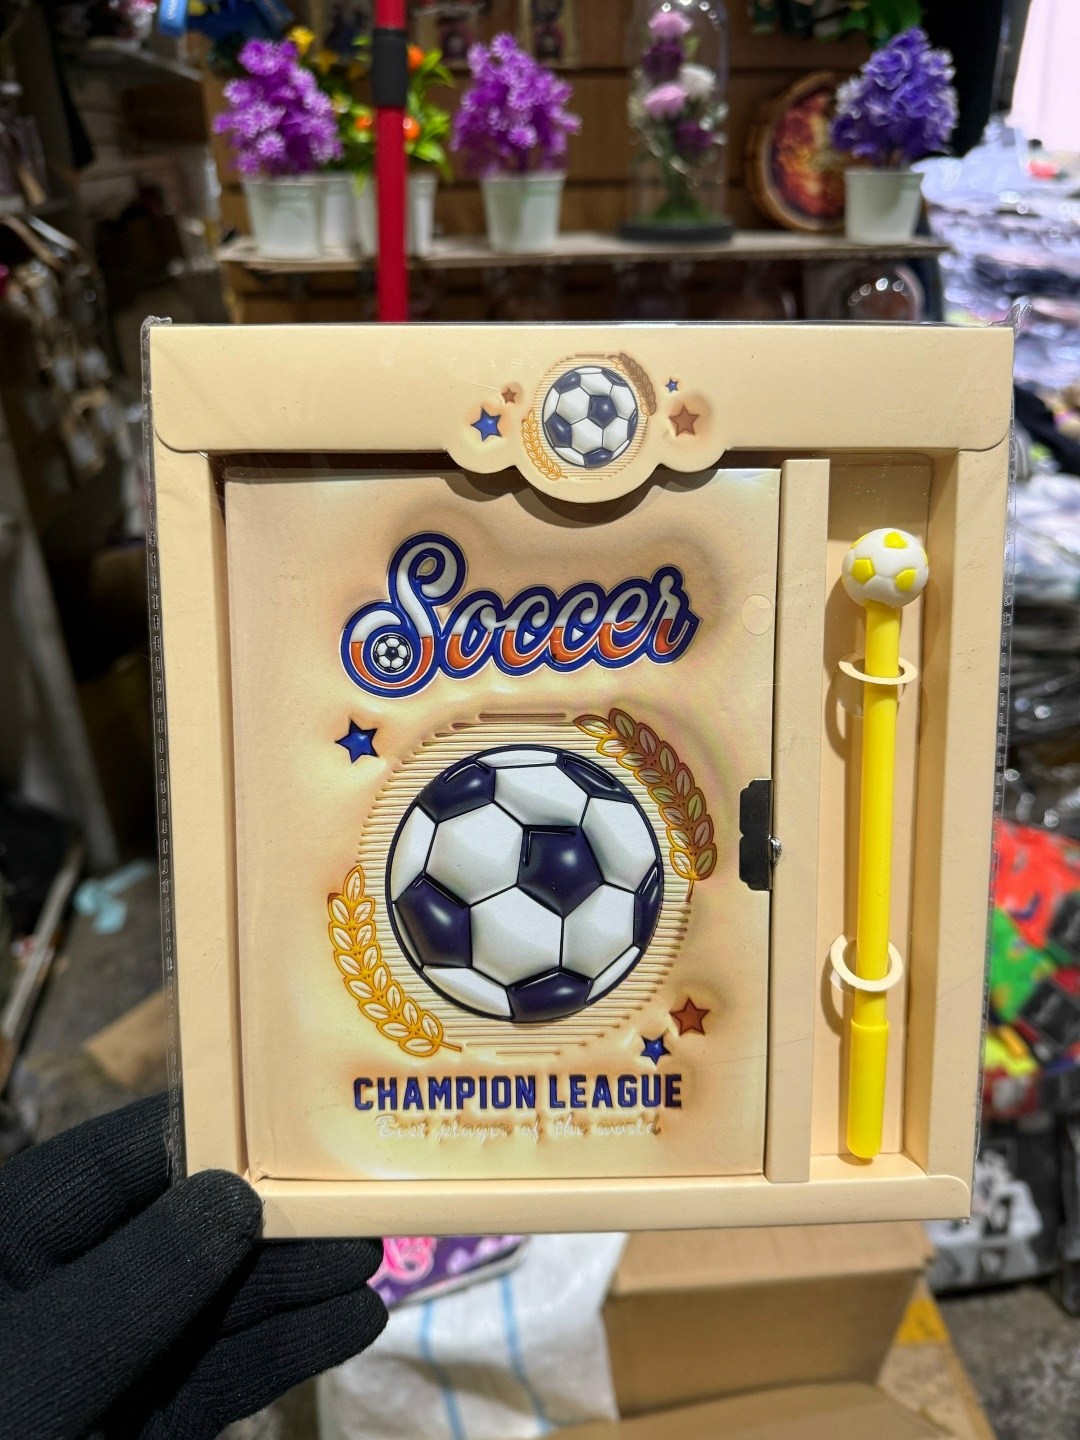 Soccer
CHAMPION LEAGUE
Best player of the world